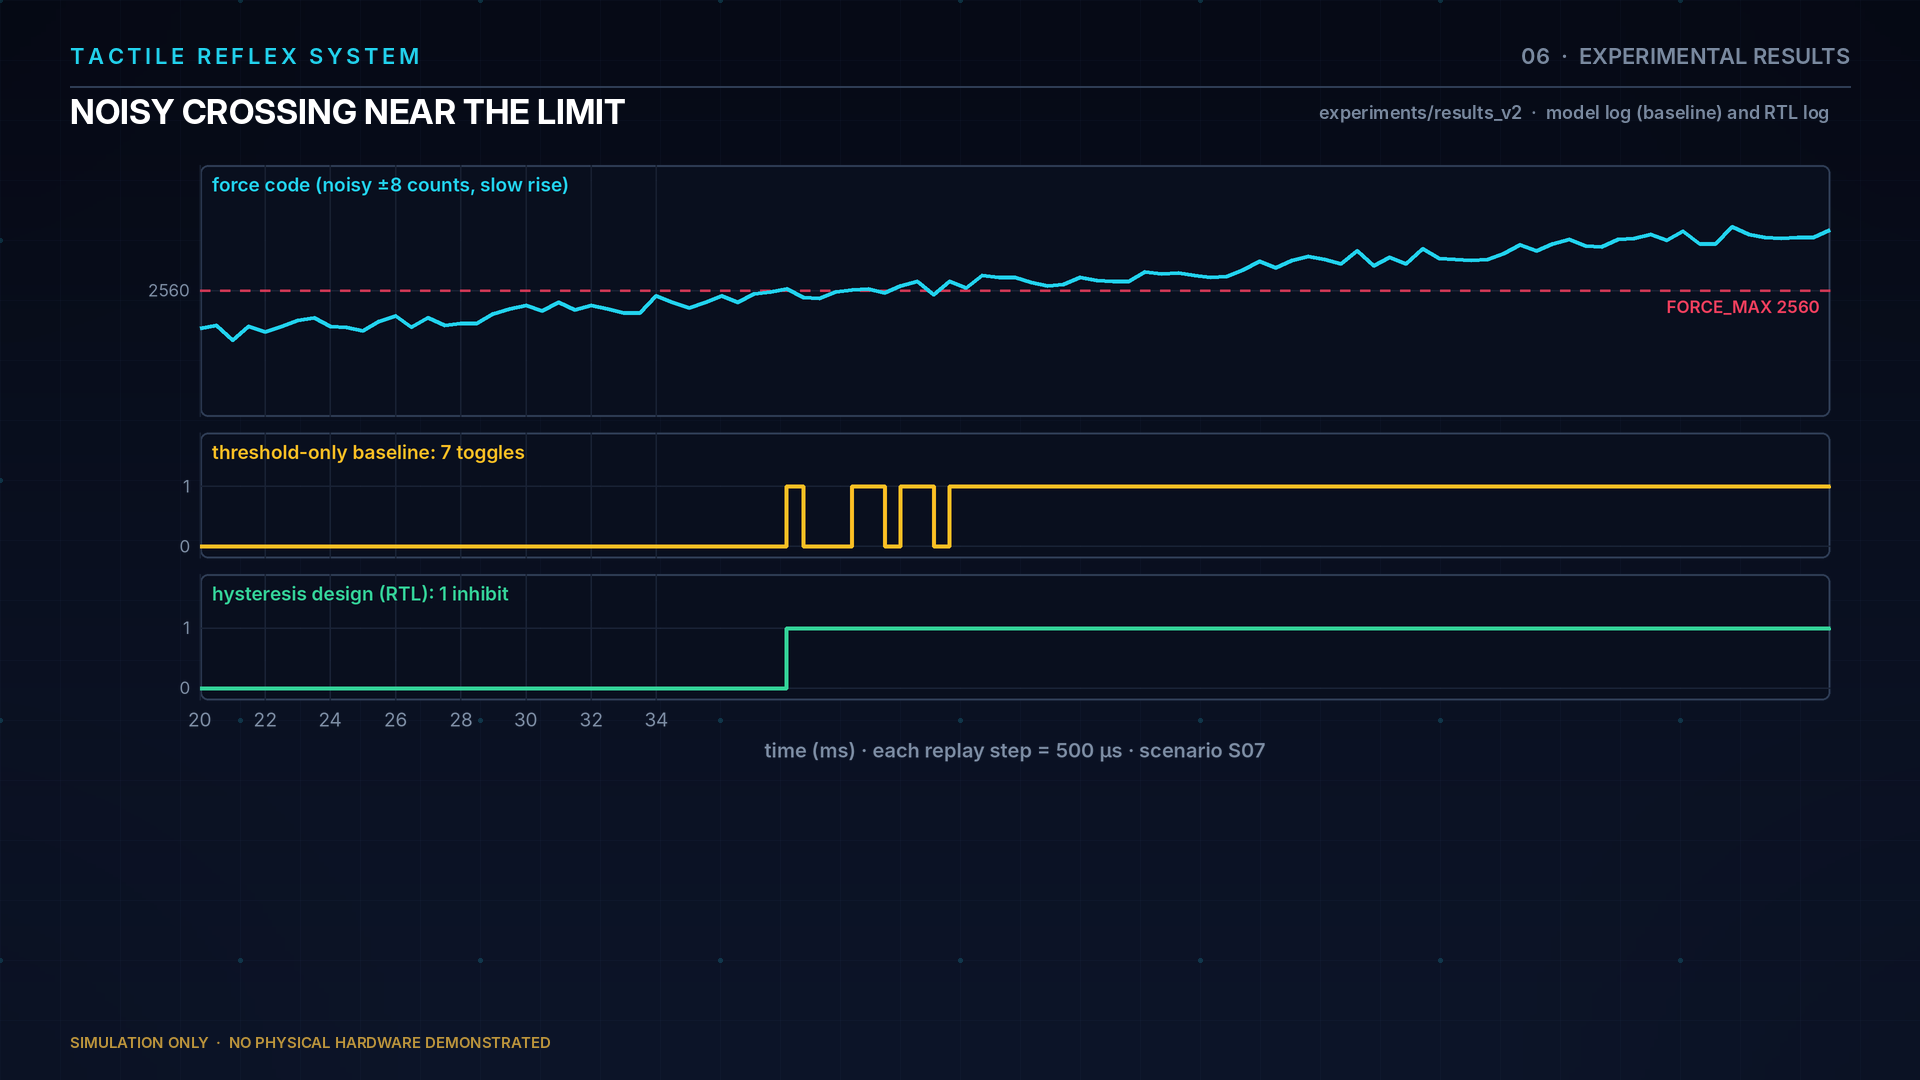 TACTILE REFLEX SYSTEM
06 · EXPERIMENTAL RESULTS
NOISY CROSSING NEAR THE LIMIT
experiments/results_v2 · model log (baseline) and RTL log
force code (noisy ±8 counts, slow rise)
2560
FORCE_MAX 2560
threshold-only baseline: 7 toggles
1
0
hysteresis design (RTL): 1 inhibit
1
0
20 22 24 26 28 30 32 34
time (ms) · each replay step = 500 µs · scenario S07
SIMULATION ONLY · NO PHYSICAL HARDWARE DEMONSTRATED